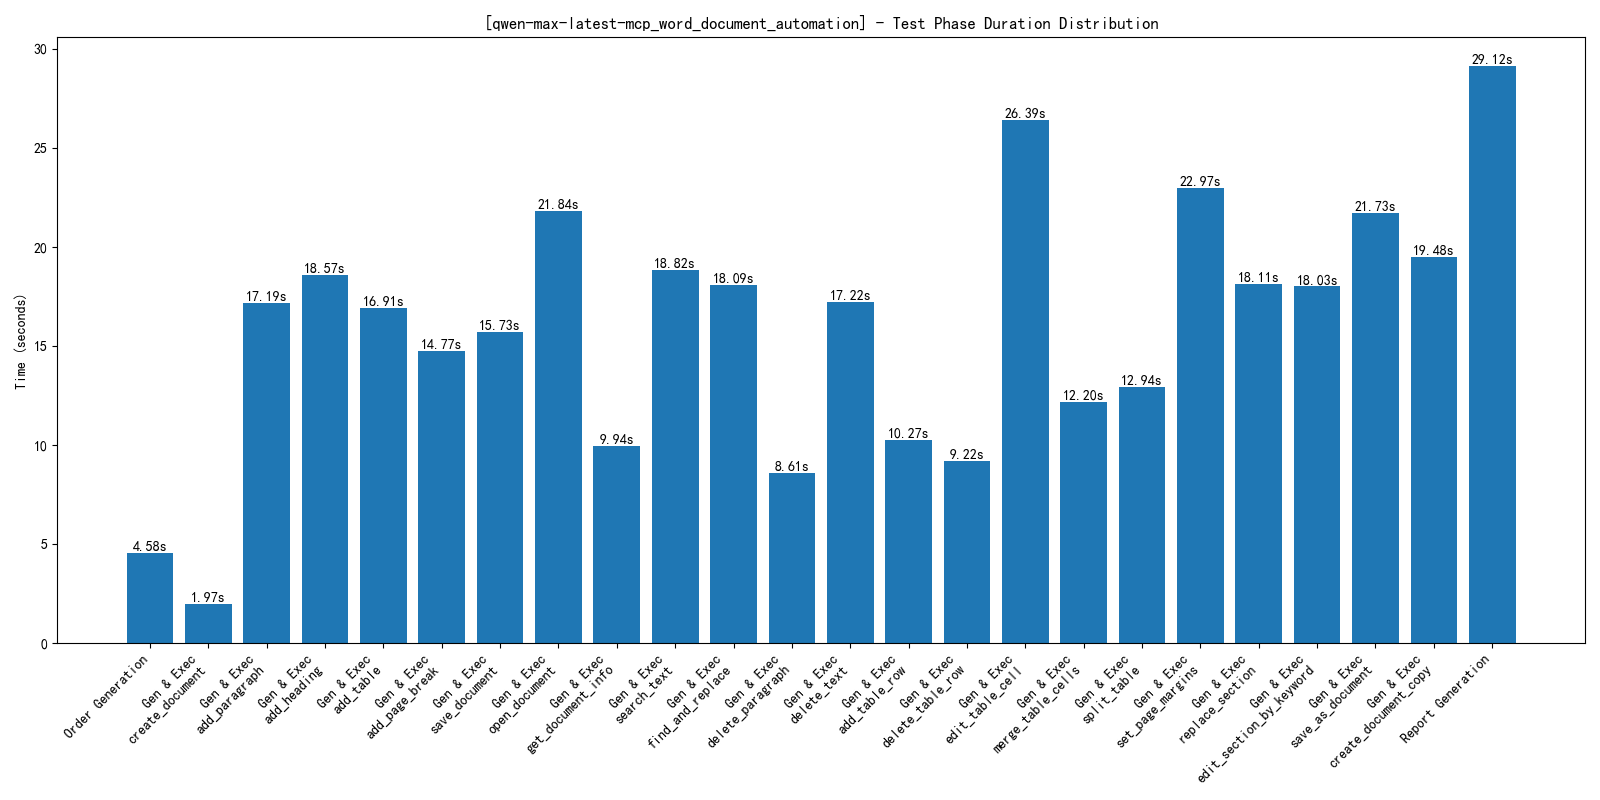 [qwen-max-latest-mcp_word_document_automation] - Test Phase Duration Distribution
Time (seconds)
30
25
20
15
10
5
0
4.58s
1.97s
17.19s
18.57s
16.91s
14.77s
15.73s
21.84s
9.94s
18.82s
18.09s
8.61s
17.22s
10.27s
9.22s
26.39s
12.20s
12.94s
22.97s
18.11s
18.03s
21.73s
19.48s
29.12s
Order Generation
Gen & Exec
create_document
Gen & Exec
add_paragraph
Gen & Exec
add_heading
Gen & Exec
add_table
Gen & Exec
add_page_break
Gen & Exec
save_document
Gen & Exec
open_document
Gen & Exec
get_document_info
Gen & Exec
search_text
Gen & Exec
find_and_replace
Gen & Exec
delete_paragraph
Gen & Exec
delete_text
Gen & Exec
add_table_row
Gen & Exec
delete_table_row
Gen & Exec
edit_table_cell
Gen & Exec
merge_table_cells
Gen & Exec
split_table
Gen & Exec
set_page_margins
Gen & Exec
replace_section
Gen & Exec
edit_section_by_keyword
Gen & Exec
save_as_document
Gen & Exec
create_document_copy
Report Generation